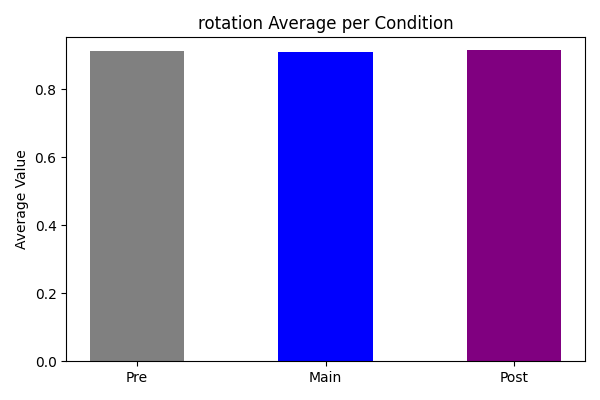 rotation Average per Condition
Average Value
0.8
0.6
0.4
0.2
0.0
Pre
Main
Post